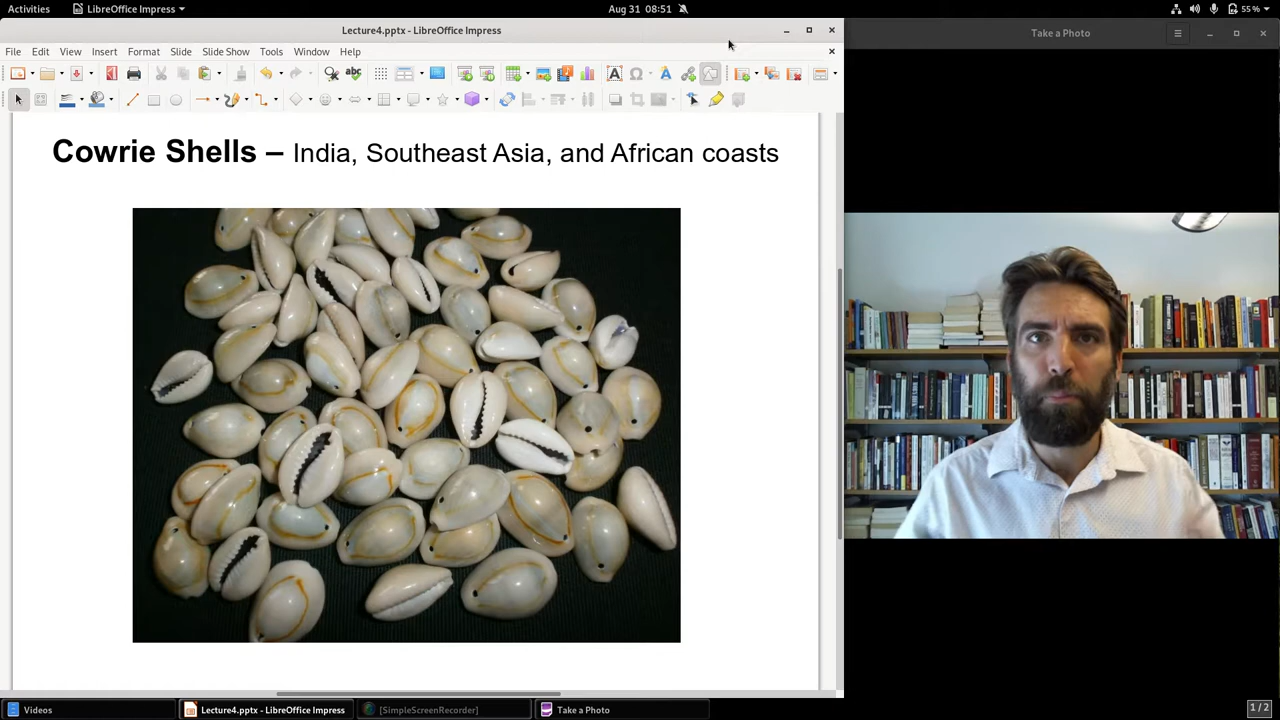 Activities
LibreOffice Impress
Aug 31 08:51
55 %
Lecture4.pptx - LibreOffice Impress
Take a Photo
File Edit View Insert Format Slide Slide Show Tools Window Help
Cowrie Shells – India, Southeast Asia, and African coasts
Videos
Lecture4.pptx - LibreOffice Impress
[SimpleScreenRecorder]
Take a Photo
1 / 2